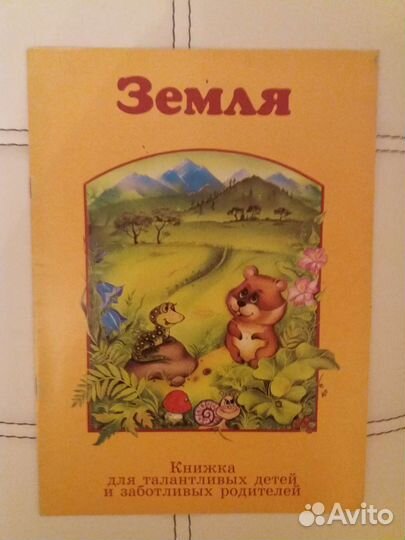 Земля
Книжка
для талантливых детей
и заботливых родителей
Avito